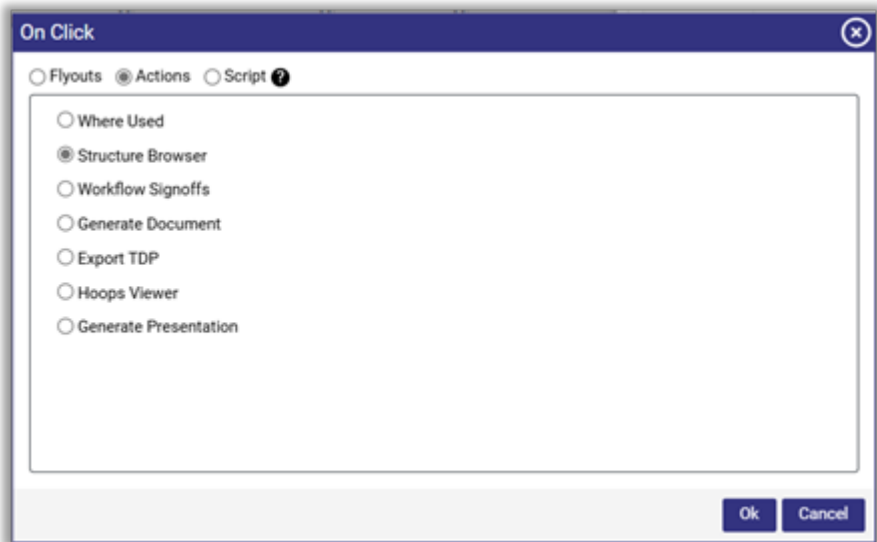 On Click
Flyouts Actions Script ?
Where Used
Structure Browser
Workflow Signoffs
Generate Document
Export TDP
Hoops Viewer
Generate Presentation
Ok Cancel